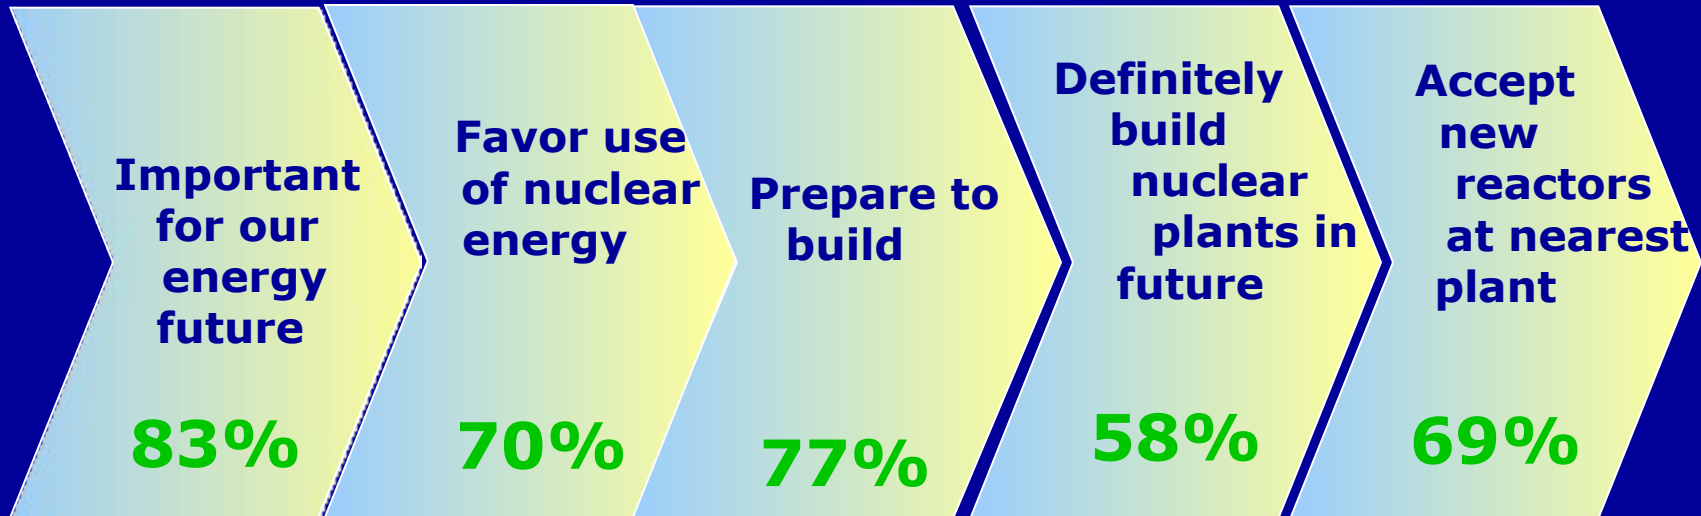 Important
for our
energy
future
83%
Favor use
of nuclear
energy
70%
Prepare to
build
77%
Definitely
build
nuclear
plants in
future
58%
Accept
new
reactors
at nearest
plant
69%